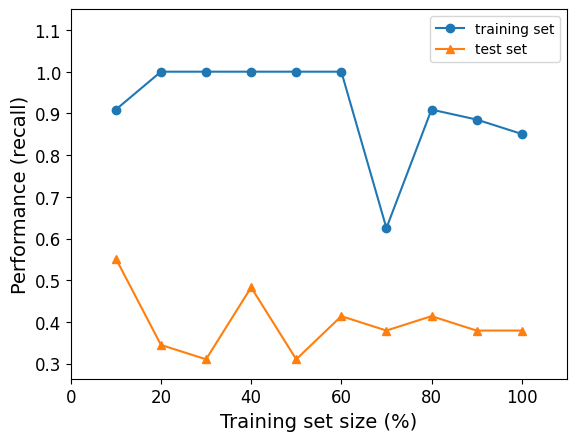 training set
test set
1.1
1.0
0.9
0.8
0.7
0.6
0.5
0.4
0.3
Performance (recall)
0 20 40 60 80 100
Training set size (%)